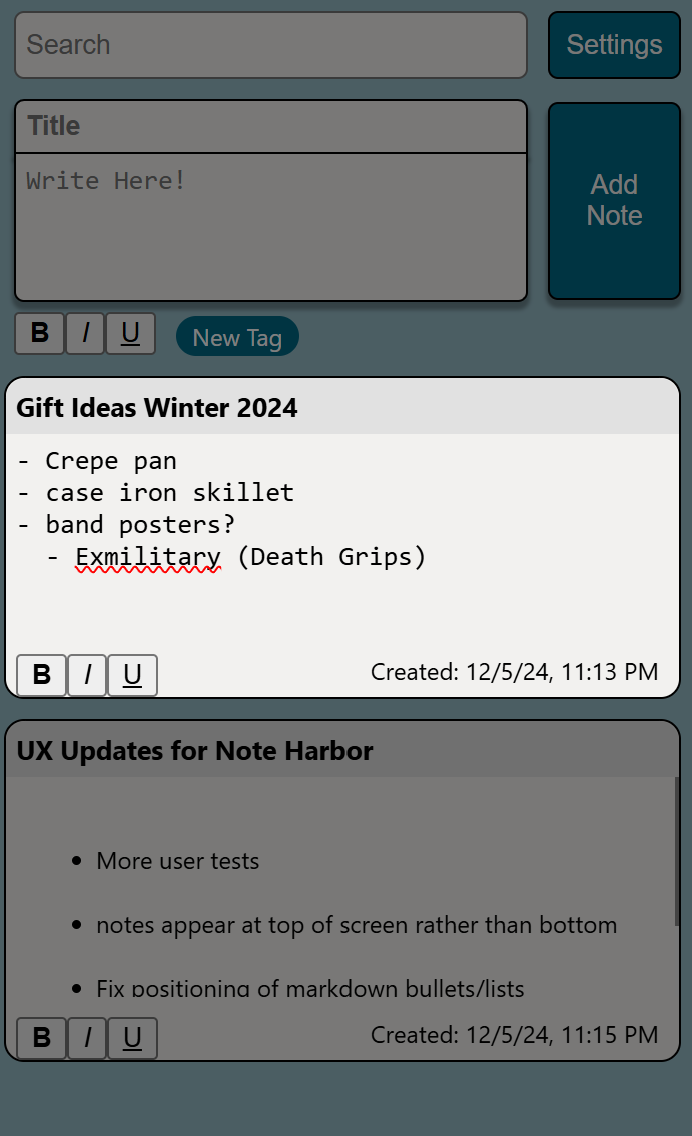 Search
Settings
Title
Write Here!
Add
Note
B I U
New Tag
Gift Ideas Winter 2024
- Crepe pan
- case iron skillet
- band posters?
  - Exmilitary (Death Grips)
B I U
Created: 12/5/24, 11:13 PM
UX Updates for Note Harbor
• More user tests
• notes appear at top of screen rather than bottom
• Fix positioning of markdown bullets/lists
B I U
Created: 12/5/24, 11:15 PM